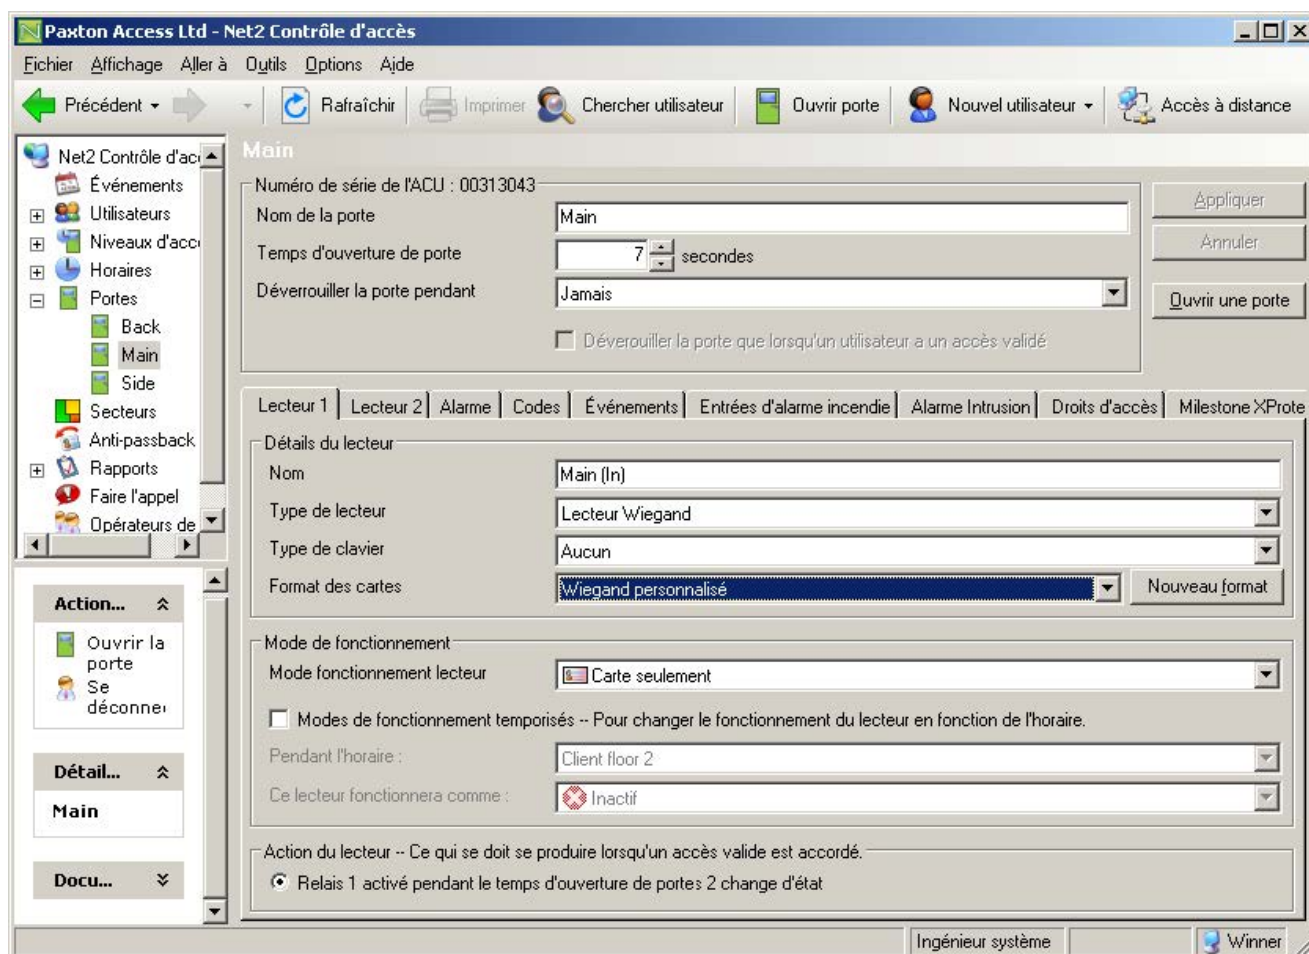 Paxton Access Ltd - Net2 Contrôle d'accès
Fichier Affichage Aller à Outils Options Aide
Précédent Rafraîchir Imprimer Chercher utilisateur Ouvrir porte Nouvel utilisateur Accès à distance
Net2 Contrôle d'acc
Événements
Utilisateurs
Niveaux d'accè
Horaires
Portes
Back
Main
Side
Secteurs
Anti-passback
Rapports
Faire l'appel
Opérateurs de
Action...
Ouvrir la
porte
Se
déconne
Détail...
Main
Docu...
Main
Numéro de série de l'ACU : 00313043
Nom de la porte Main
Temps d'ouverture de porte 7 secondes
Déverrouiller la porte pendant Jamais
Déverouiller la porte que lorsqu'un utilisateur a un accès validé
Appliquer
Annuler
Ouvrir une porte
Lecteur 1 Lecteur 2 Alarme Codes Événements Entrées d'alarme incendie Alarme Intrusion Droits d'accès Milestone XProte
Détails du lecteur
Nom Main (In)
Type de lecteur Lecteur Wiegand
Type de clavier Aucun
Format des cartes Wiegand personnalisé Nouveau format
Mode de fonctionnement
Mode fonctionnement lecteur Carte seulement
Modes de fonctionnement temporisés -- Pour changer le fonctionnement du lecteur en fonction de l'horaire.
Pendant l'horaire : Client floor 2
Ce lecteur fonctionnera comme : Inactif
Action du lecteur -- Ce qui se doit se produire lorsqu'un accès valide est accordé.
Relais 1 activé pendant le temps d'ouverture de portes 2 change d'état
Ingénieur système Winner